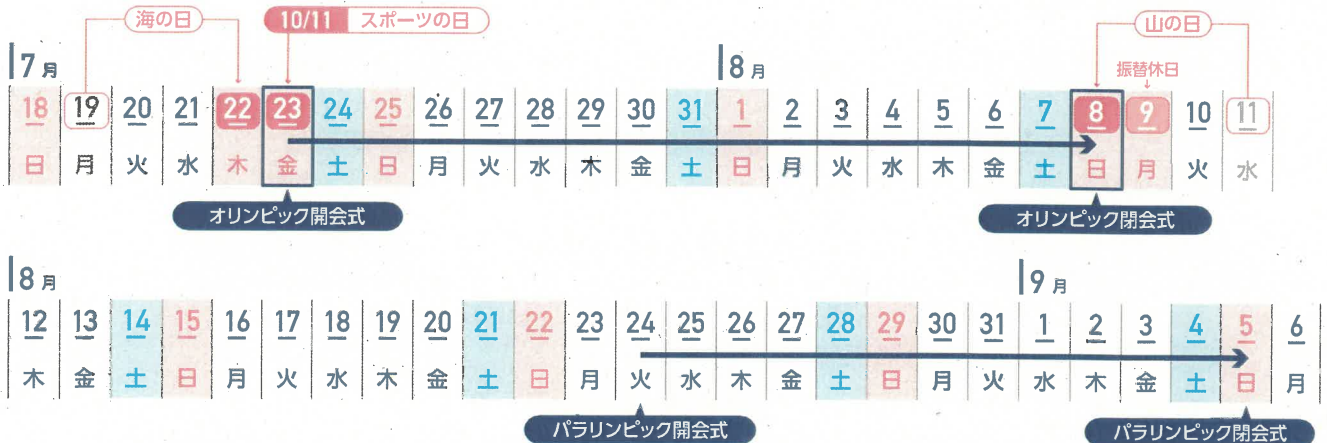 海の日 10/11 スポーツの日 山の日
7月 8月 振替休日
18 19 20 21 22 23 24 25 26 27 28 29 30 31 1 2 3 4 5 6 7 8 9 10 11
日 月 火 水 木 金 土 日 月 火 水 木 金 土 日 月 火 水 木 金 土 日 月 火 水
オリンピック開会式 オリンピック閉会式
8月 9月
12 13 14 15 16 17 18 19 20 21 22 23 24 25 26 27 28 29 30 31 1 2 3 4 5 6
木 金 土 日 月 火 水 木 金 土 日 月 火 水 木 金 土 日 月 火 水 木 金 土 日 月
パラリンピック開会式 パラリンピック閉会式